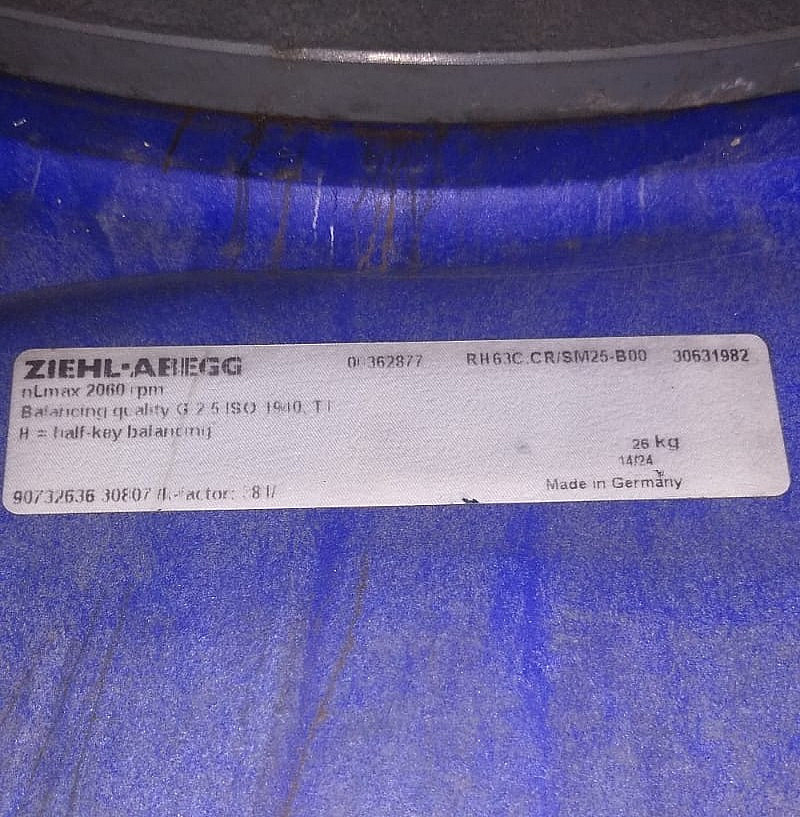 ZIEHL-ABEGG RH63C.CR/SM25-B00 30631982
nLmax 2060 rpm
Balancing quality G 2.5 ISO 1940, T1
H = half-key balancing
26 kg
14/24
90732636 30807 Made in Germany